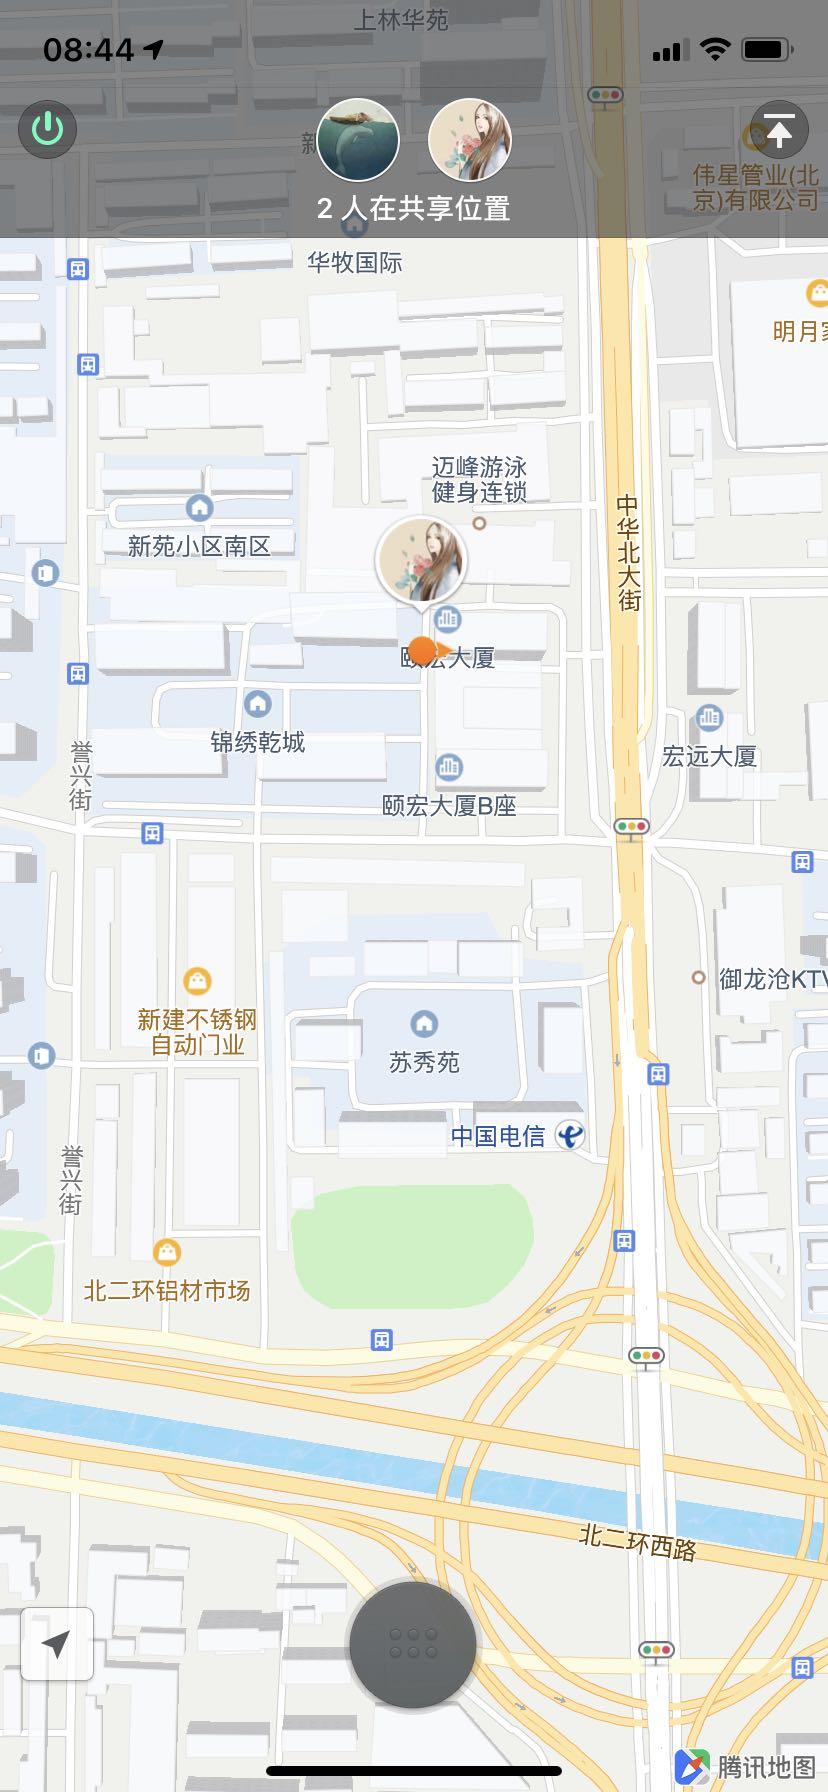 上林华苑
08:44
新
伟星管业(北
京)有限公司
2 人在共享位置
华牧国际
明月家
迈峰游泳
健身连锁
中华北大街
新苑小区南区
颐宏大厦
锦绣乾城
宏远大厦
誉兴街
颐宏大厦B座
御龙沧KTV
新建不锈钢
自动门业
苏秀苑
中国电信
誉兴街
北二环铝材市场
北二环西路
腾讯地图